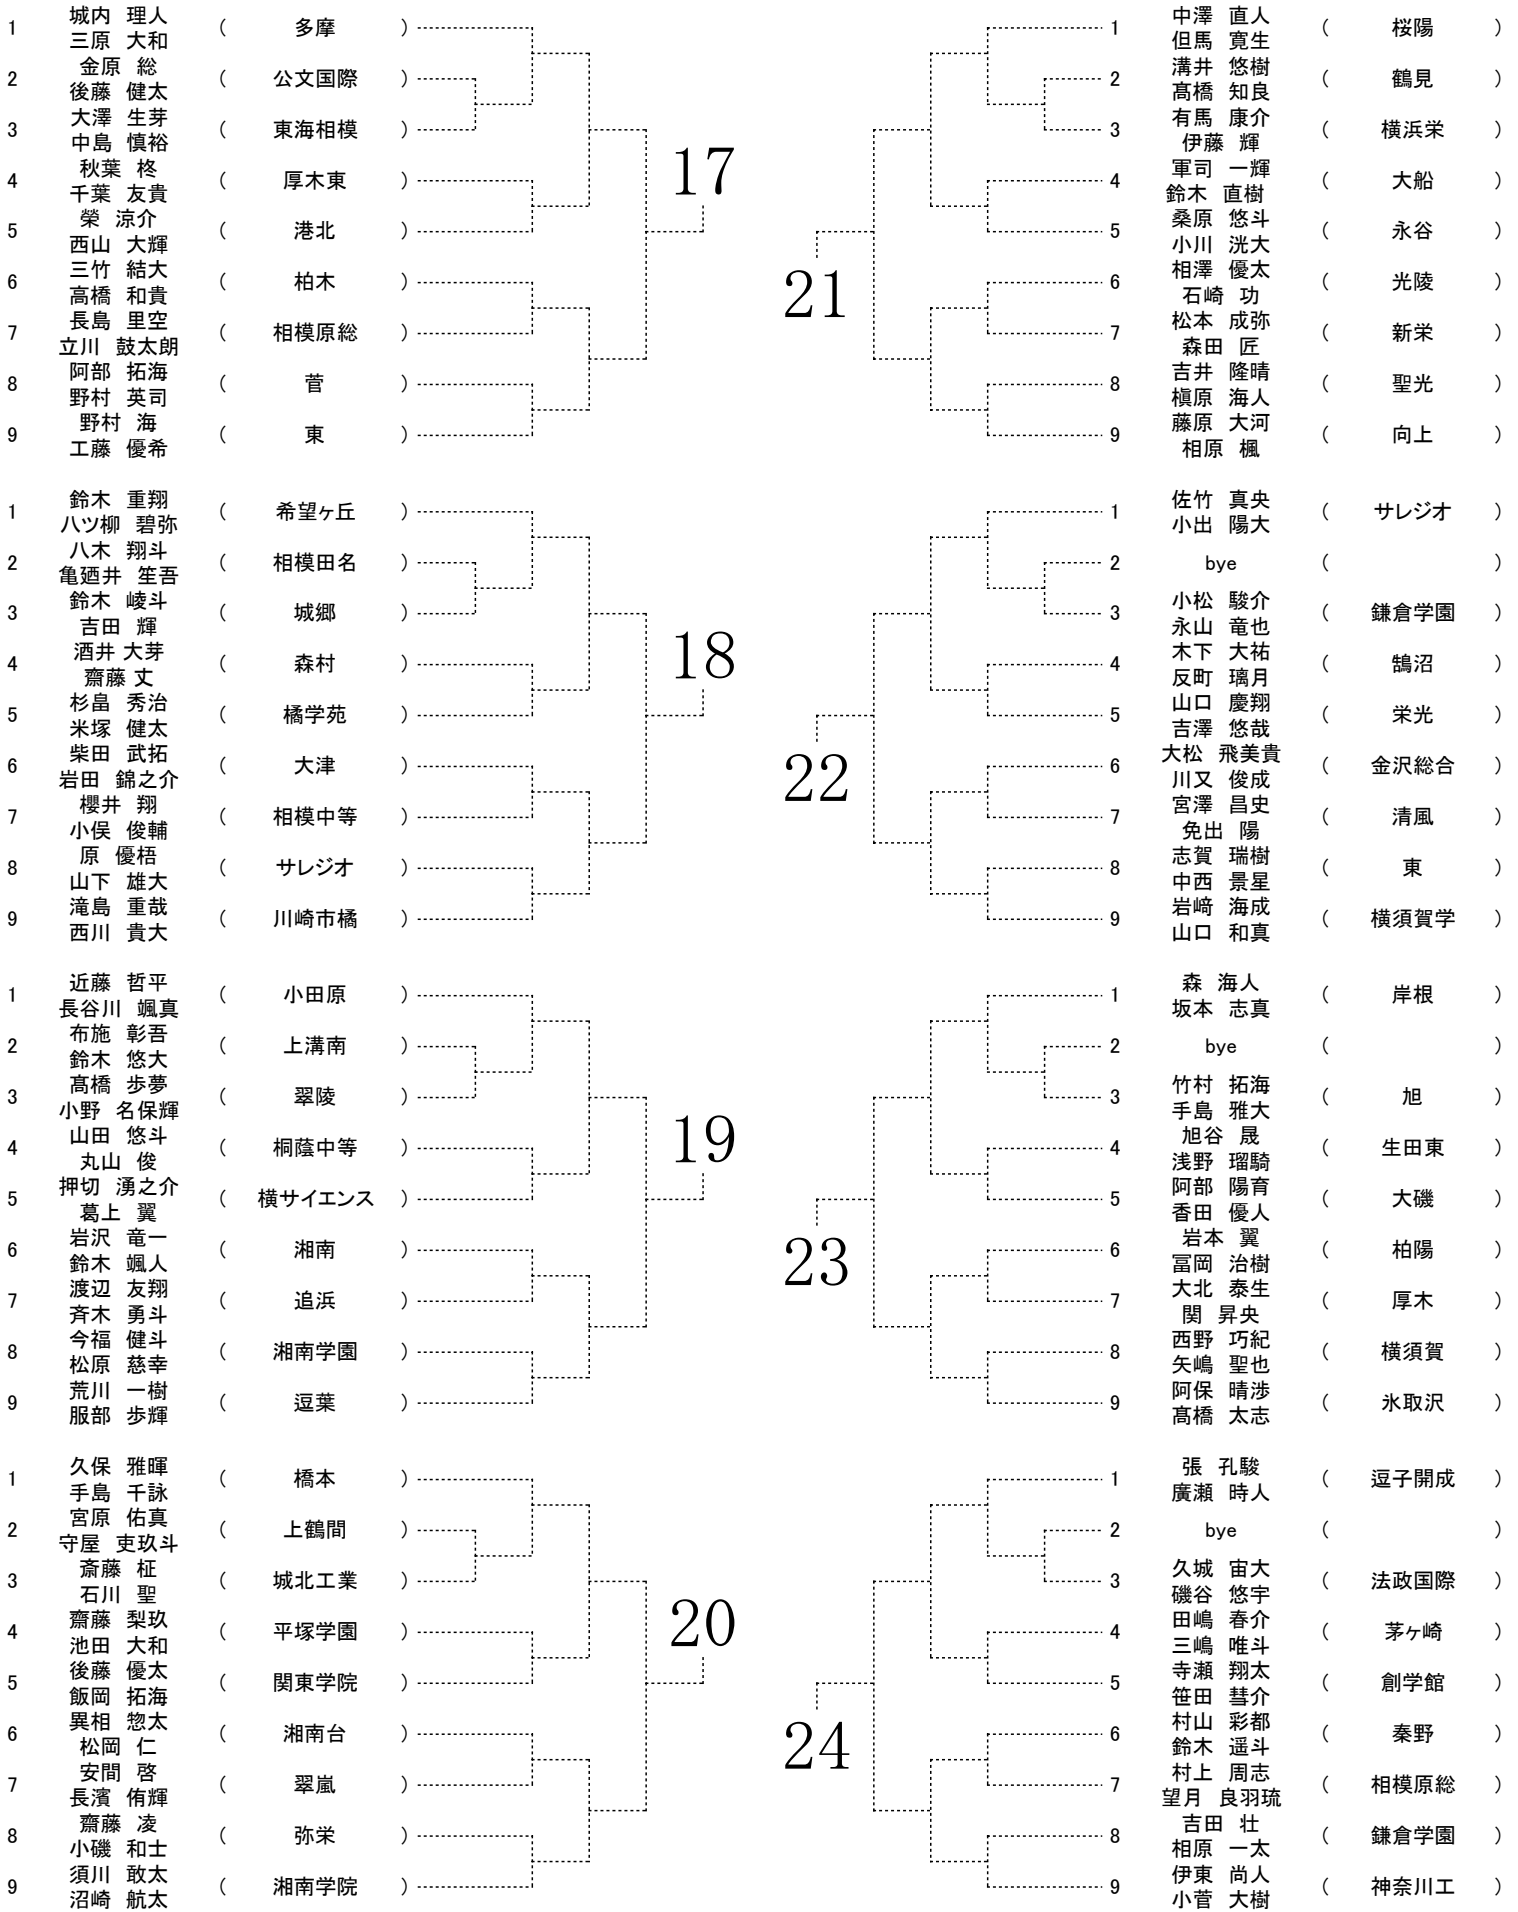 1 城内 理人 ( 多摩 )
三原 大和
2 金原 総 ( 公文国際 )
後藤 健太
3 大澤 生芽 ( 東海相模 )
中島 慎裕
4 秋葉 柊 ( 厚木東 )
千葉 友貴
5 榮 涼介 ( 港北 )
西山 大輝
6 三竹 結大 ( 柏木 )
高橋 和貴
7 長島 里空 ( 相模原総 )
立川 鼓太朗
8 阿部 拓海 ( 菅 )
野村 英司
9 野村 海 ( 東 )
工藤 優希
17
1 鈴木 重翔 ( 希望ヶ丘 )
八ツ柳 碧弥
2 八木 翔斗 ( 相模田名 )
亀廼井 笙吾
3 鈴木 崚斗 ( 城郷 )
吉田 輝
4 酒井 大芽 ( 森村 )
齋藤 丈
5 杉畠 秀治 ( 橘学苑 )
米塚 健太
6 柴田 武拓 ( 大津 )
岩田 錦之介
7 櫻井 翔 ( 相模中等 )
小俣 俊輔
8 原 優梧 ( サレジオ )
山下 雄大
9 滝島 重哉 ( 川崎市橘 )
西川 貴大
18
1 近藤 哲平 ( 小田原 )
長谷川 颯真
2 布施 彰吾 ( 上溝南 )
鈴木 悠大
3 髙橋 歩夢 ( 翠陵 )
小野 名保輝
4 山田 悠斗 ( 桐蔭中等 )
丸山 俊
5 押切 湧之介 ( 横サイエンス )
葛上 翼
6 岩沢 竜一 ( 湘南 )
鈴木 颯人
7 渡辺 友翔 ( 追浜 )
斉木 勇斗
8 今福 健斗 ( 湘南学園 )
松原 慈幸
9 荒川 一樹 ( 逗葉 )
服部 歩輝
19
1 久保 雅暉 ( 橋本 )
手島 千詠
2 宮原 佑真 ( 上鶴間 )
守屋 吏玖斗
3 斎藤 柾 ( 城北工業 )
石川 聖
4 齋藤 梨玖 ( 平塚学園 )
池田 大和
5 後藤 優太 ( 関東学院 )
飯岡 拓海
6 異相 惣太 ( 湘南台 )
松岡 仁
7 安間 啓 ( 翠嵐 )
長濱 侑輝
8 齋藤 凌 ( 弥栄 )
小磯 和士
9 須川 敢太 ( 湘南学院 )
沼崎 航太
20
1 中澤 直人 ( 桜陽 )
但馬 寛生
2 溝井 悠樹 ( 鶴見 )
髙橋 知良
3 有馬 康介 ( 横浜栄 )
伊藤 輝
4 軍司 一輝 ( 大船 )
鈴木 直樹
5 桑原 悠斗 ( 永谷 )
小川 洸大
6 相澤 優太 ( 光陵 )
石崎 功
7 松本 成弥 ( 新栄 )
森田 匠
8 吉井 隆晴 ( 聖光 )
槇原 海人
9 藤原 大河 ( 向上 )
相原 楓
21
1 佐竹 真央 ( サレジオ )
小出 陽大
2 bye ( )
3 小松 駿介 ( 鎌倉学園 )
永山 竜也
4 木下 大祐 ( 鵠沼 )
反町 璃月
5 山口 慶翔 ( 栄光 )
吉澤 悠哉
6 大松 飛美貴 ( 金沢総合 )
川又 俊成
7 宮澤 昌史 ( 清風 )
免出 陽
8 志賀 瑞樹 ( 東 )
中西 景星
9 岩﨑 海成 ( 横須賀学 )
山口 和真
22
1 森 海人 ( 岸根 )
坂本 志真
2 bye ( )
3 竹村 拓海 ( 旭 )
手島 雅大
4 旭谷 晟 ( 生田東 )
浅野 瑠騎
5 阿部 陽育 ( 大磯 )
香田 優人
6 岩本 翼 ( 柏陽 )
冨岡 治樹
7 大北 泰生 ( 厚木 )
関 昇央
8 西野 巧紀 ( 横須賀 )
矢嶋 聖也
9 阿保 晴渉 ( 氷取沢 )
髙橋 太志
23
1 張 孔駿 ( 逗子開成 )
廣瀬 時人
2 bye ( )
3 久城 宙大 ( 法政国際 )
磯谷 悠宇
4 田嶋 春介 ( 茅ヶ崎 )
三嶋 唯斗
5 寺瀬 翔太 ( 創学館 )
笹田 彗介
6 村山 彩都 ( 秦野 )
鈴木 遥斗
7 村上 周志 ( 相模原総 )
望月 良羽琉
8 吉田 壮 ( 鎌倉学園 )
相原 一太
9 伊東 尚人 ( 神奈川工 )
小菅 大樹
24